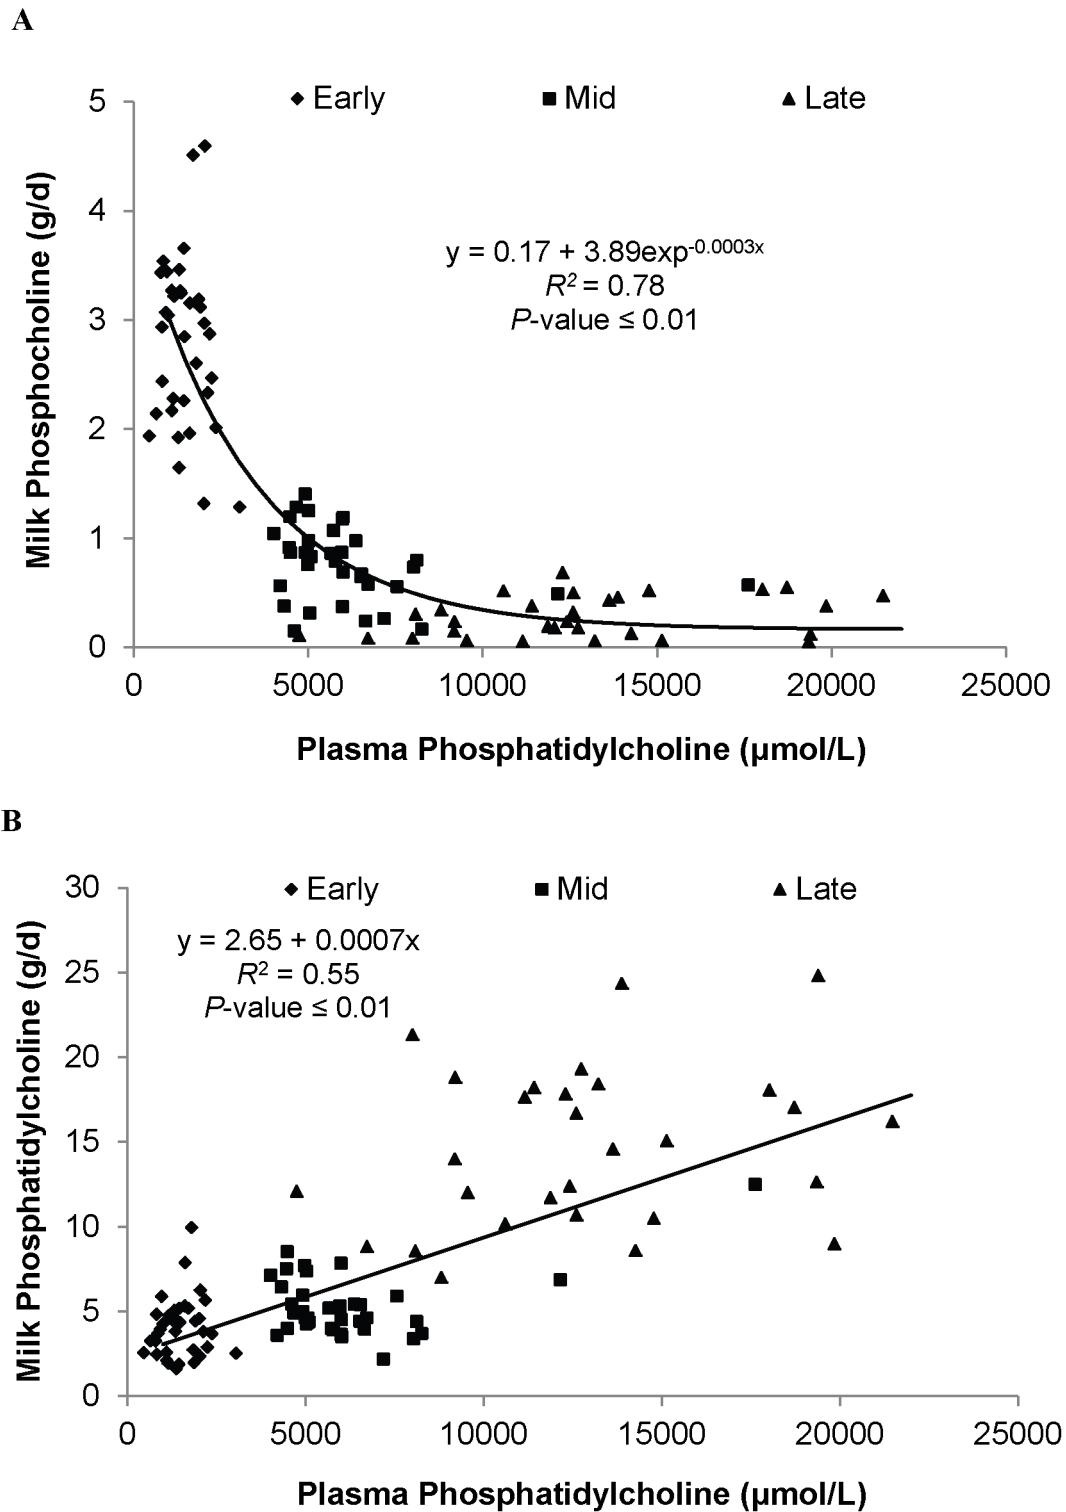 A
Early Mid Late
5
4
3
2
1
0
y = 0.17 + 3.89exp-0.0003x
R2 = 0.78
P-value ≤ 0.01
Milk Phosphocholine (g/d)
0 5000 10000 15000 20000 25000
Plasma Phosphatidylcholine (µmol/L)
B
Early Mid Late
30
25
20
15
10
5
0
y = 2.65 + 0.0007x
R2 = 0.55
P-value ≤ 0.01
Milk Phosphatidylcholine (g/d)
0 5000 10000 15000 20000 25000
Plasma Phosphatidylcholine (µmol/L)